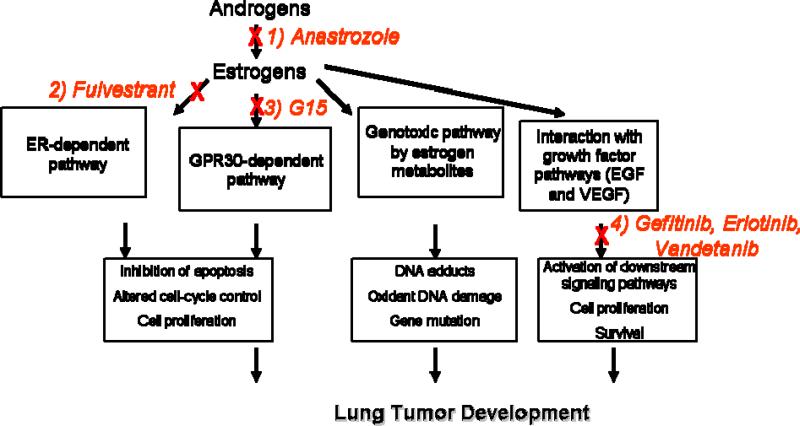 Androgens
1) Anastrozole
Estrogens
2) Fulvestrant
3) G15
ER-dependent
pathway
GPR30-dependent
pathway
Genotoxic pathway
by estrogen
metabolites
Interaction with
growth factor
pathways (EGF
and VEGF)
4) Gefitinib, Erlotinib,
Vandetanib
Inhibition of apoptosis
Altered cell-cycle control
Cell proliferation
DNA adducts
Oxidant DNA damage
Gene mutation
Activation of downstream
signaling pathways
Cell proliferation
Survival
Lung Tumor Development